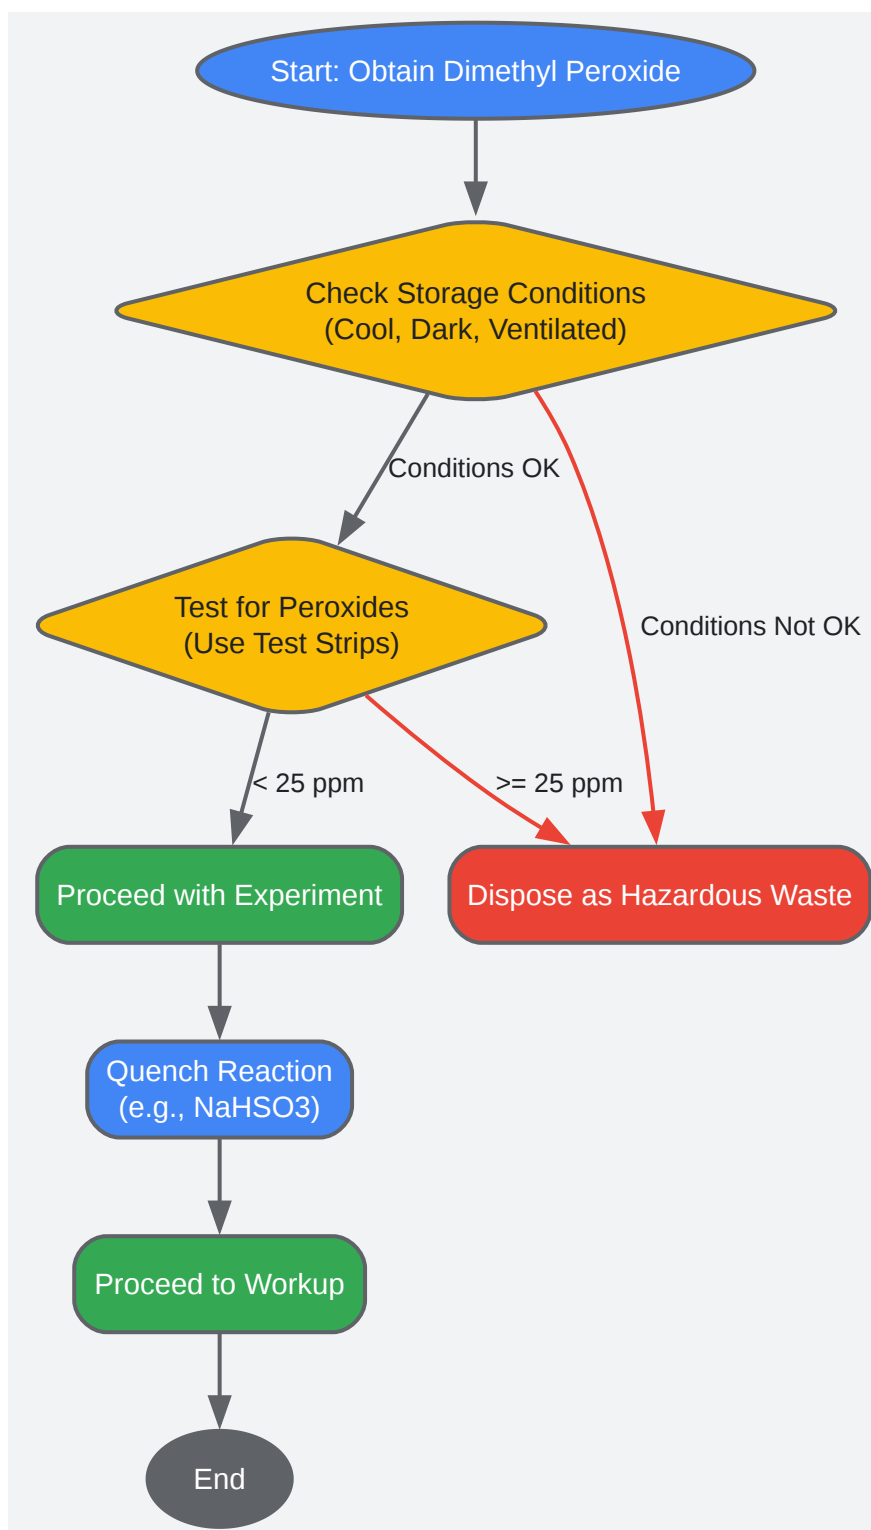 Start: Obtain Dimethyl Peroxide
Check Storage Conditions
(Cool, Dark, Ventilated)
Conditions OK
Test for Peroxides
(Use Test Strips)
Conditions Not OK
< 25 ppm
>= 25 ppm
Proceed with Experiment
Dispose as Hazardous Waste
Quench Reaction
(e.g., NaHSO3)
Proceed to Workup
End